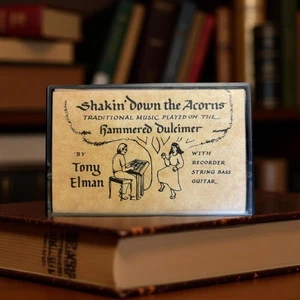 Shakin' down the Acorns
TRADITIONAL MUSIC PLAYED ON THE
Hammered Dulcimer
BY
Tony
Elman
WITH
RECORDER
STRING BASS
GUITAR